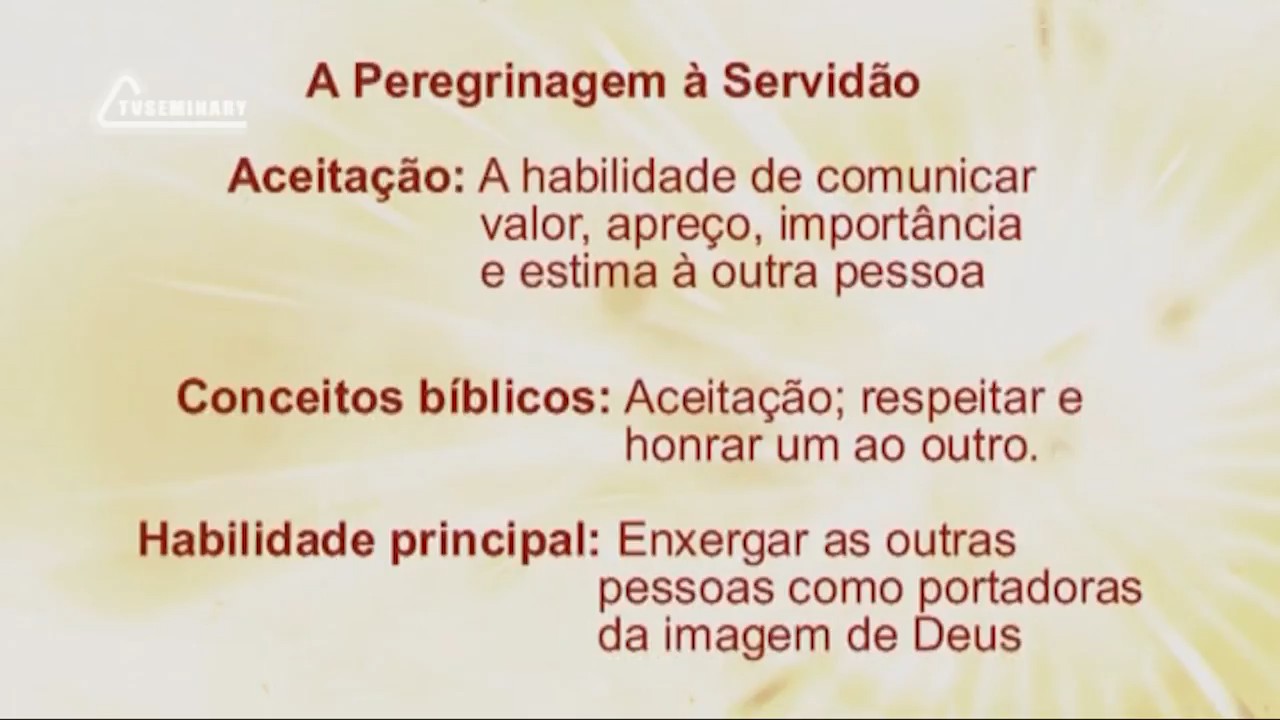 A Peregrinagem à Servidão
TVSEMINARY
Aceitação: A habilidade de comunicar
valor, apreço, importância
e estima à outra pessoa
Conceitos bíblicos: Aceitação; respeitar e
honrar um ao outro.
Habilidade principal: Enxergar as outras
pessoas como portadoras
da imagem de Deus